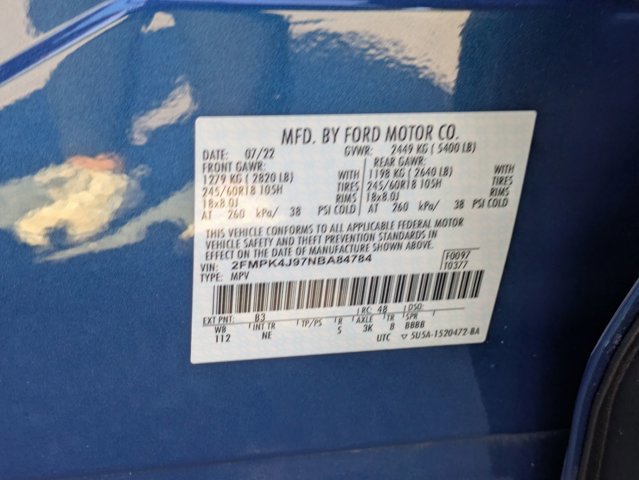 MFD. BY FORD MOTOR CO.
DATE: 07/22 GVWR: 2449 KG ( 5400 LB)
FRONT GAWR: REAR GAWR:
1279 KG ( 2820 LB) WITH 1198 KG ( 2640 LB) WITH
245/60R18 105H TIRES 245/60R18 105H TIRES
18x8.0J RIMS 18x8.0J RIMS
AT 260 kPa/ 38 PSI COLD AT 260 kPa/ 38 PSI COLD
THIS VEHICLE CONFORMS TO ALL APPLICABLE FEDERAL MOTOR
VEHICLE SAFETY AND THEFT PREVENTION STANDARDS IN
EFFECT ON THE DATE OF MANUFACTURE SHOWN ABOVE.
VIN: 2FMPK4J97NBA84784 F0097
TYPE: MPV T0377
EXT PNT: B3 RC: 48 DSO:
WB INT TR TP/PS R AXLE TR SPR
112 NE S 3K 8 BBBB
UTC ▽ 5U5A-1520472-BA